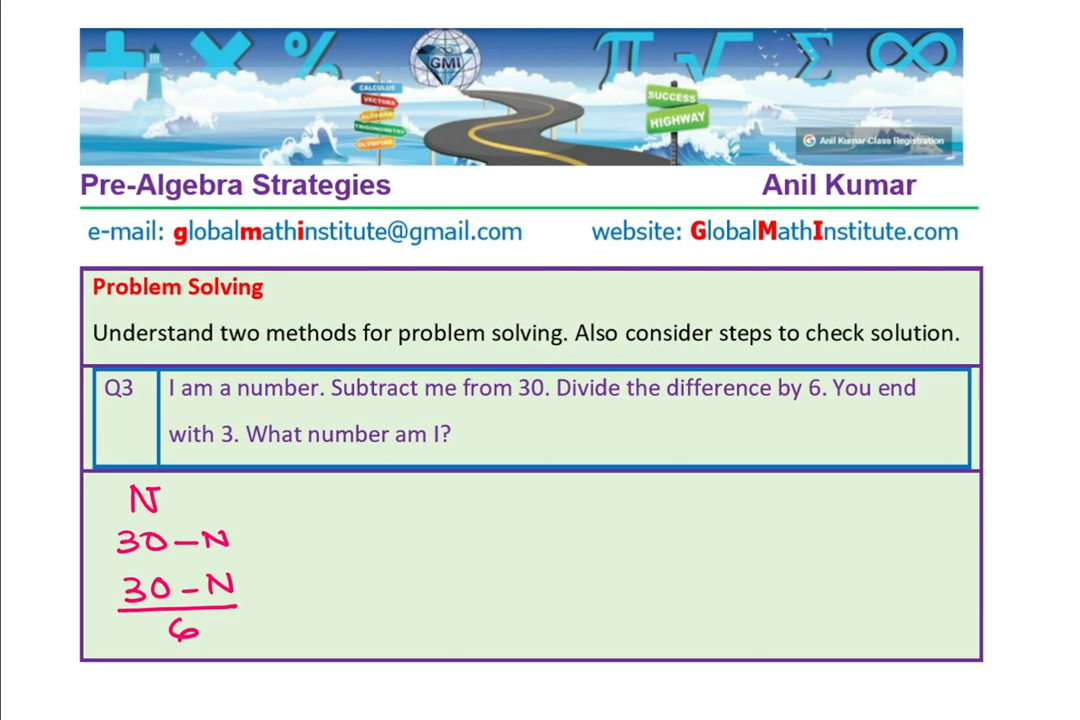 + × % π √ Σ ∞
GMI
CALCULUS
VECTORS
ALGEBRA
TRIGONOMETRY
OLYMPIAD
SUCCESS
HIGHWAY
Anil Kumar Class Registration
Pre-Algebra Strategies Anil Kumar
e-mail: globalmathinstitute@gmail.com website: GlobalMathInstitute.com
Problem Solving
Understand two methods for problem solving. Also consider steps to check solution.
Q3 I am a number. Subtract me from 30. Divide the difference by 6. You end
with 3. What number am I?
N
30-N
30-N
6